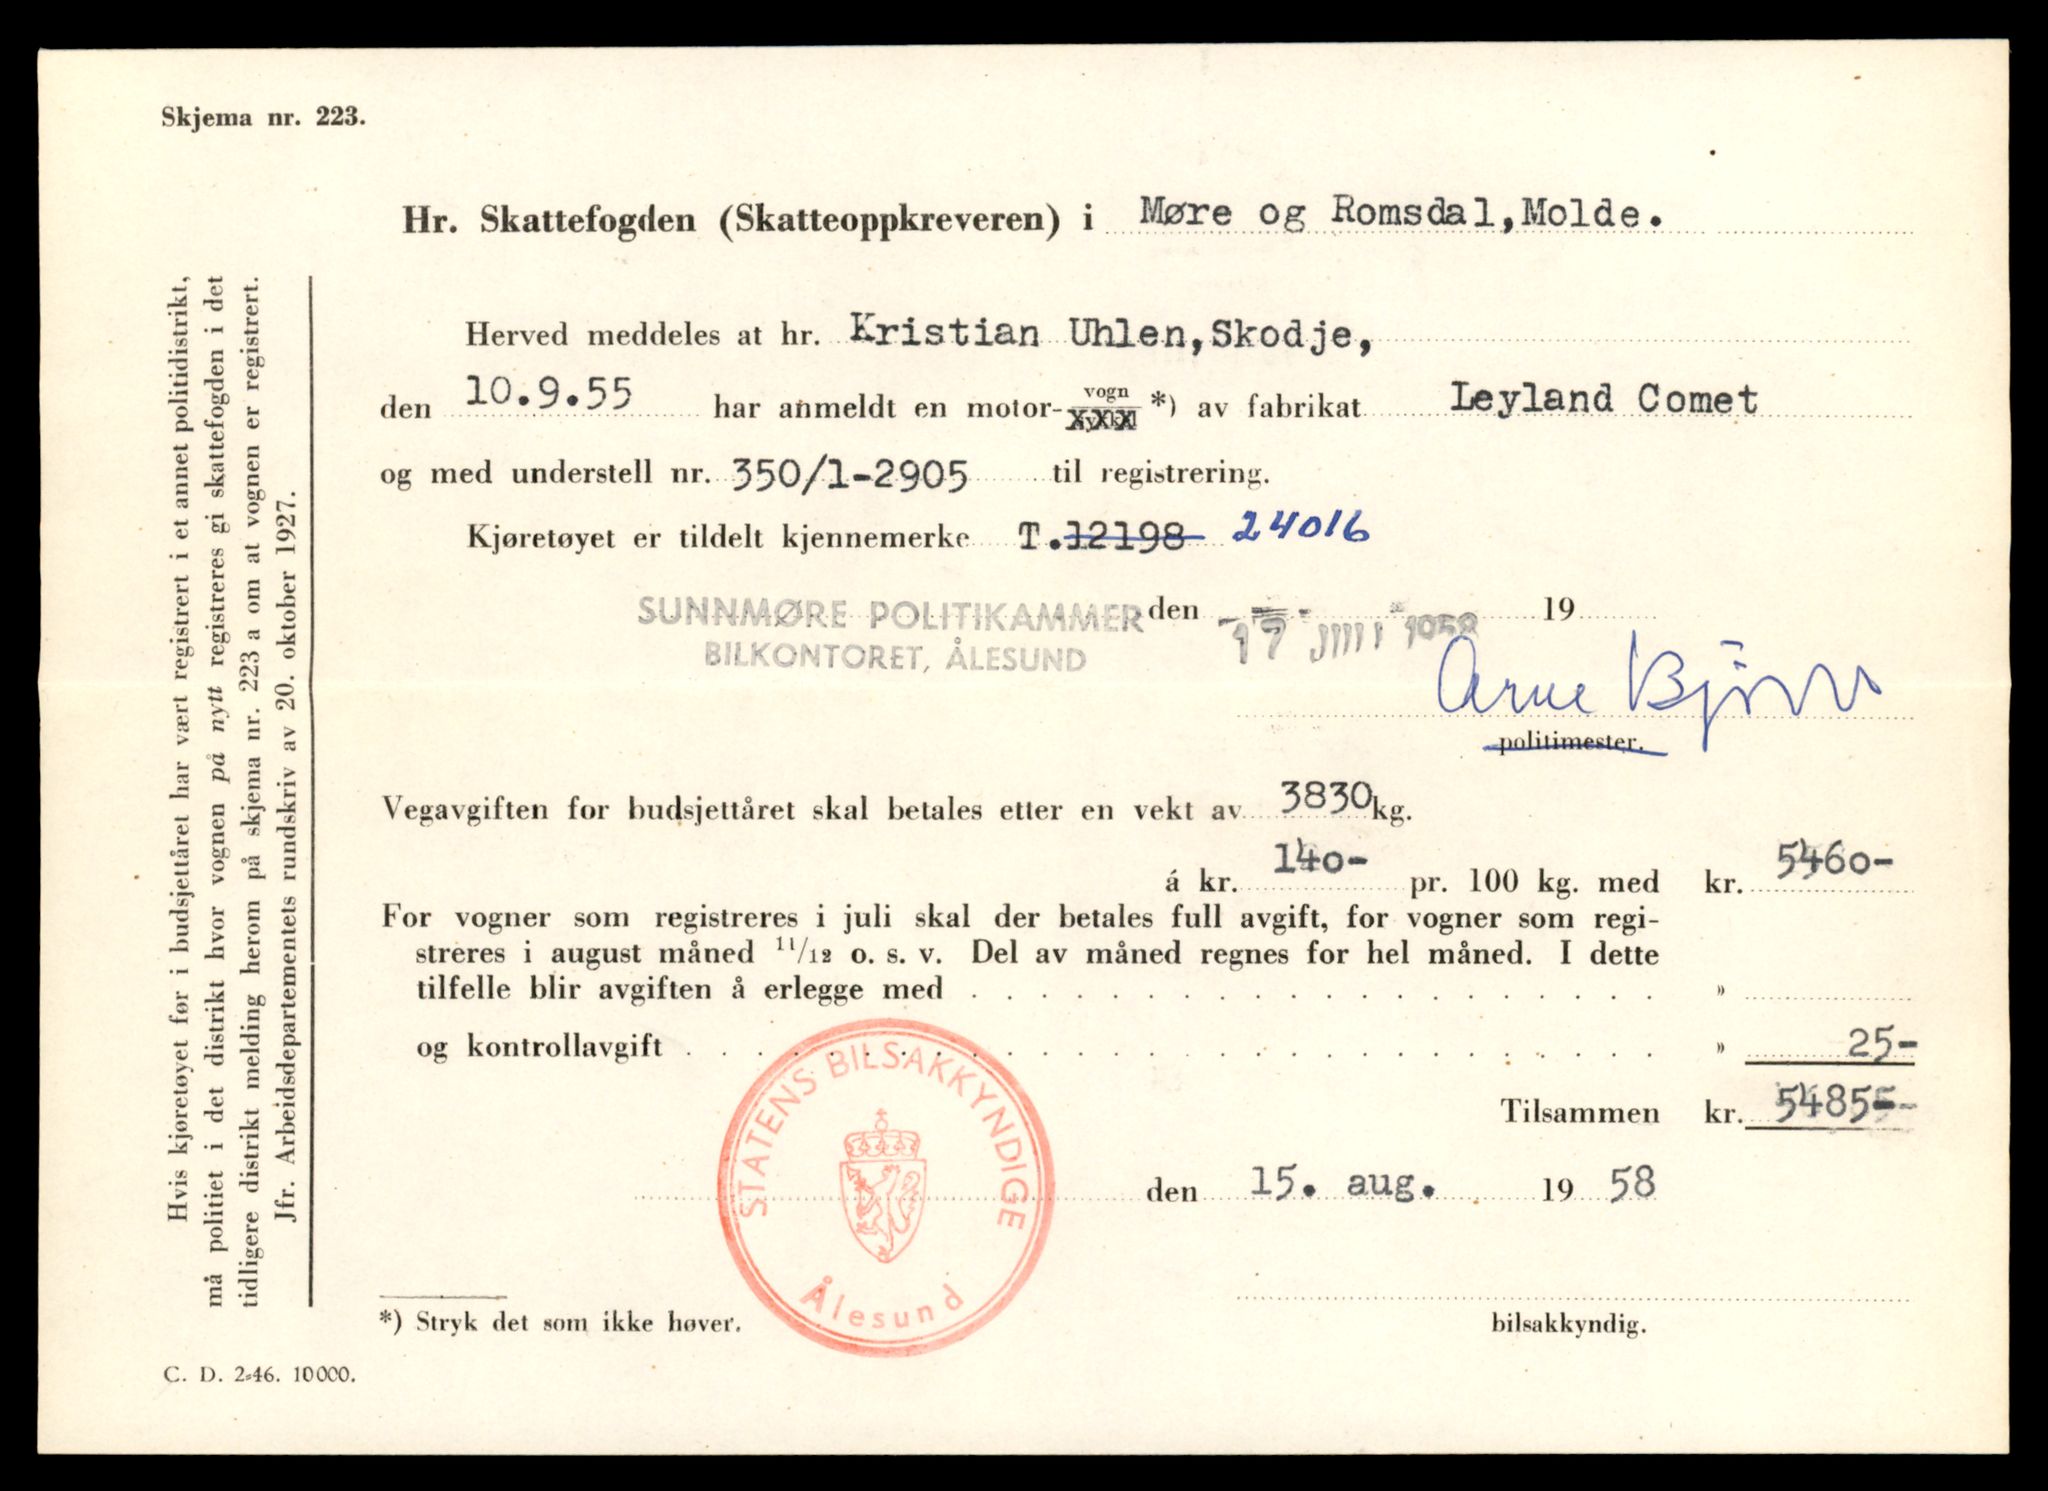 Skjema nr. 223.
Hr. Skattefogden (Skatteoppkreveren) i Møre og Romsdal, Molde.
Herved meddeles at hr. Kristian Uhlen, Skodje,
den 10.9.55 har anmeldt en motor- vogn *) av fabrikat Leyland Comet
og med understell nr. 350/1-2905 til registrering.
Kjøretøyet er tildelt kjennemerke T. 12198 24016
SUNNMØRE POLITIKAMMER den 17 1958 19
BILKONTORET, ÅLESUND
Arne
politimester.
Vegavgiften for budsjettåret skal betales etter en vekt av 3830 kg.
á kr. 140- pr. 100 kg. med kr. 5460-
For vogner som registreres i juli skal der betales full avgift, for vogner som regi-
streres i august måned 11/12 o. s. v. Del av måned regnes for hel måned. I dette
tilfelle blir avgiften å erlegge med . . . . . . . . . . . . . . . . . . . . »
og kontrollavgift . . . . . . . . . . . . . . . . . . . . . . . . . . . . » 25-
Tilsammen kr. 5485-
den 15. aug. 19 58
STATENS BILSAKKYNDIGE
Ålesund
bilsakkyndig.
*) Stryk det som ikke høver.
C. D. 2-46. 10000.
Hvis kjøretøyet før i budsjettåret har vært registrert i et annet politidistrikt,
må politiet i det distrikt hvor vognen på nytt registreres gi skattefogden i det
tidligere distrikt melding herom på skjema nr. 223 a om at vognen er registrert.
Jfr. Arbeidsdepartementets rundskriv av 20. oktober 1927.